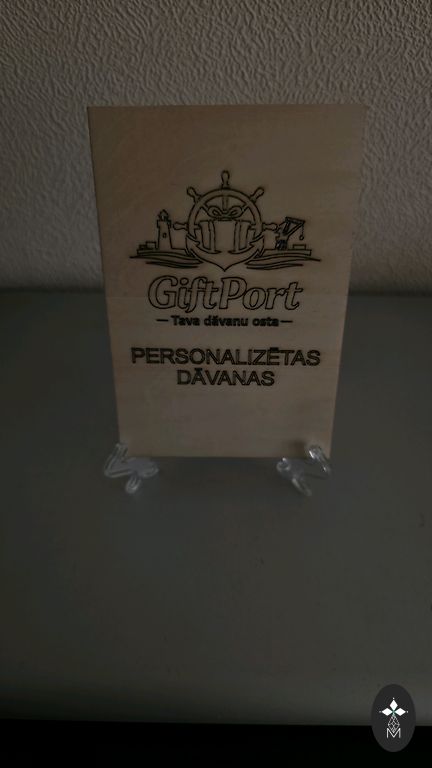 GiftPort
— Tava dāvanu osta —
PERSONALIZĒTAS
DĀVANAS
M